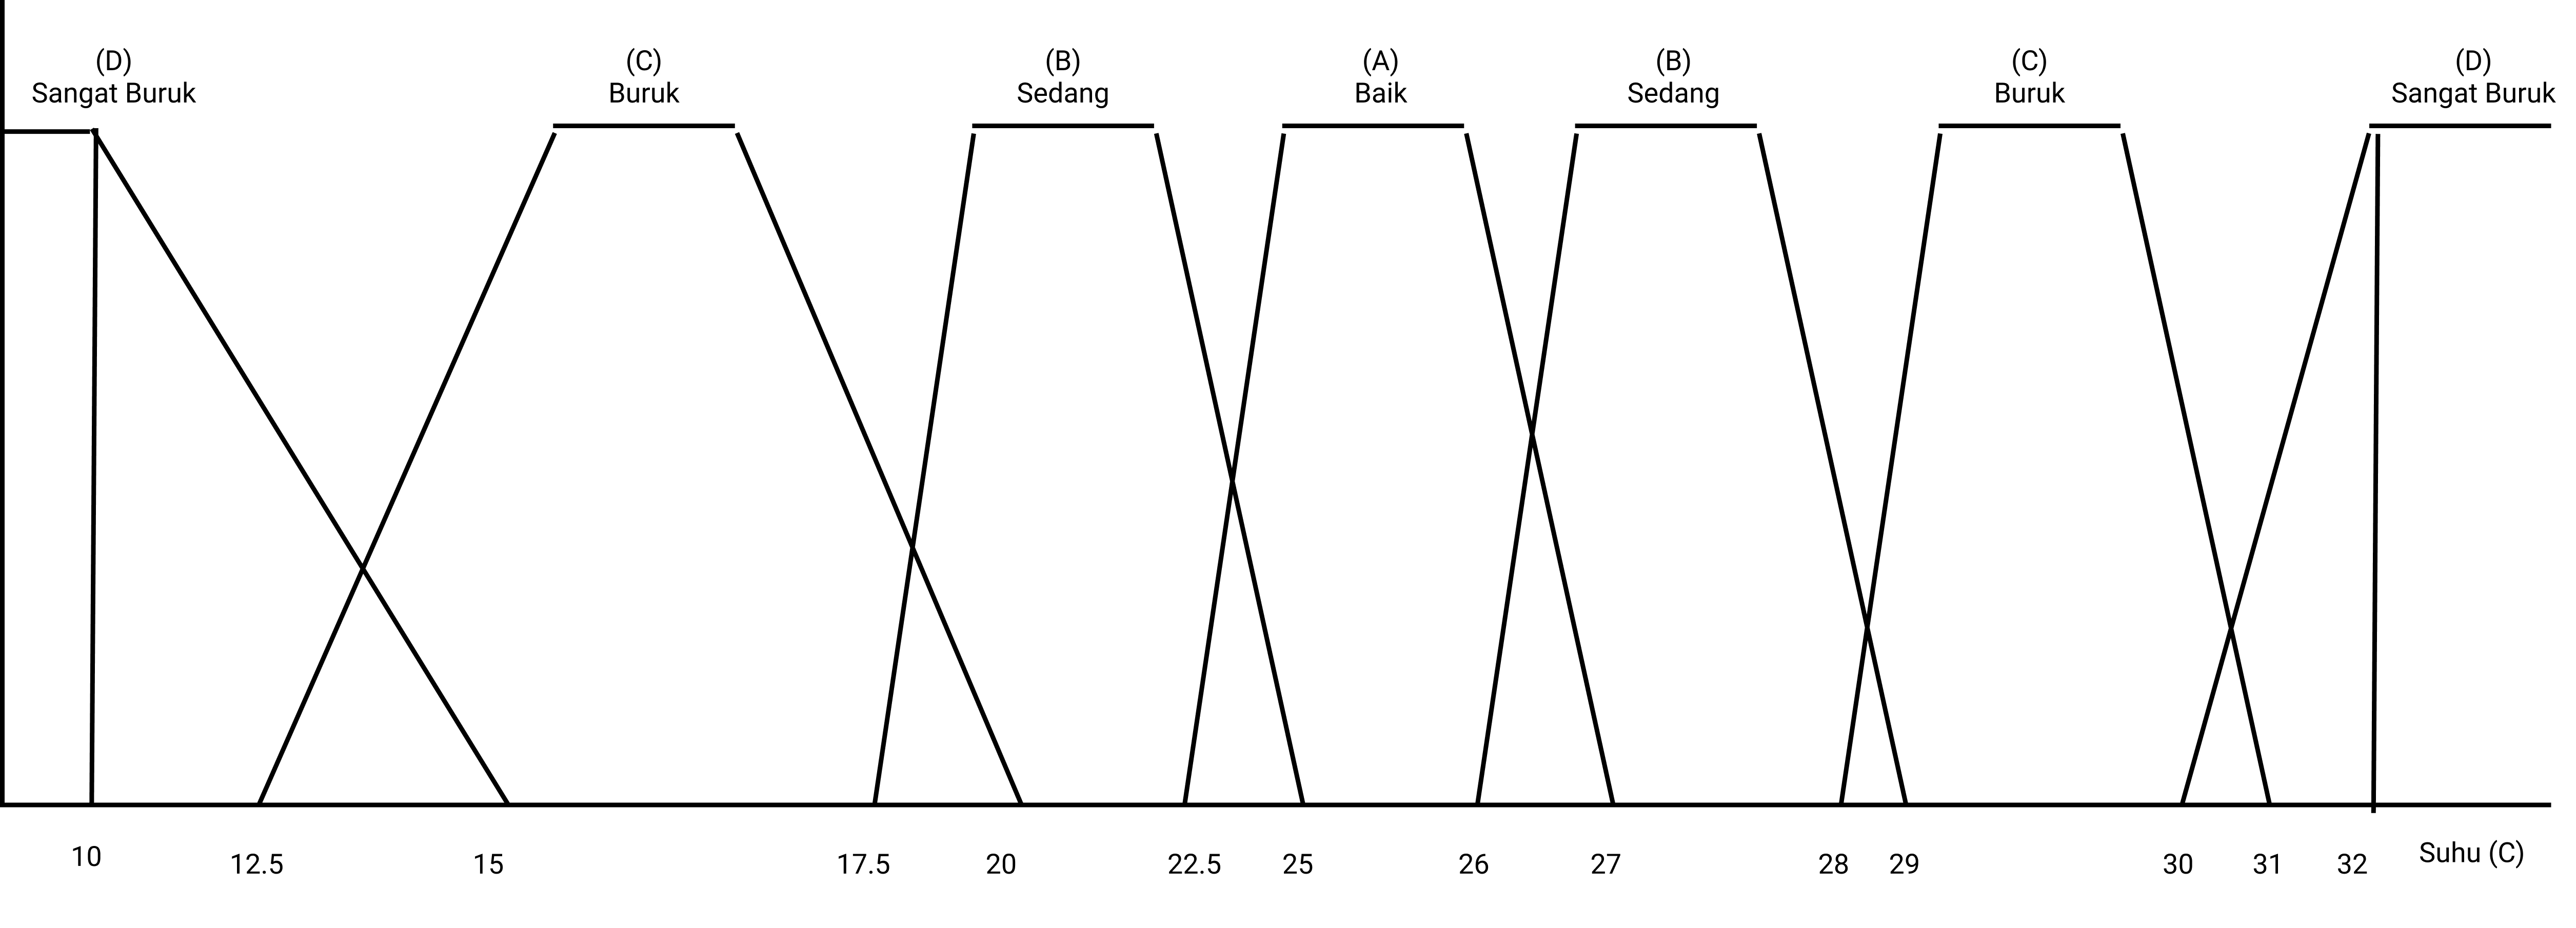 (D)
Sangat Buruk
(C)
Buruk
(B)
Sedang
(A)
Baik
(B)
Sedang
(C)
Buruk
(D)
Sangat Buruk
10
12.5
15
17.5
20
22.5
25
26
27
28
29
30
31
32
Suhu (C)